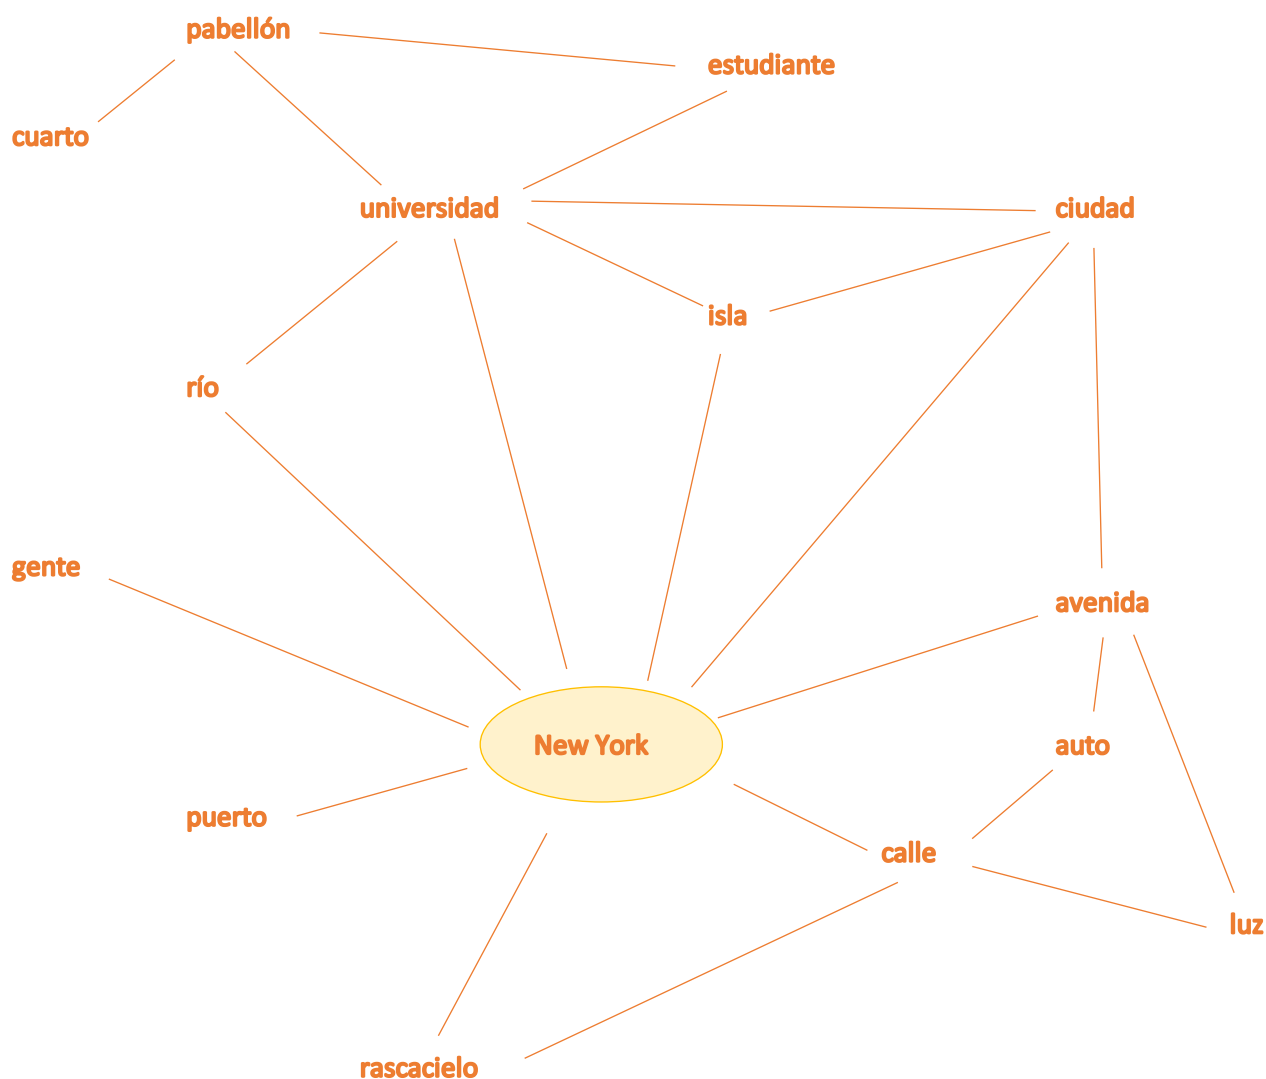 pabellón
estudiante
cuarto
universidad
ciudad
isla
río
gente
avenida
New York
auto
puerto
calle
luz
rascacielo